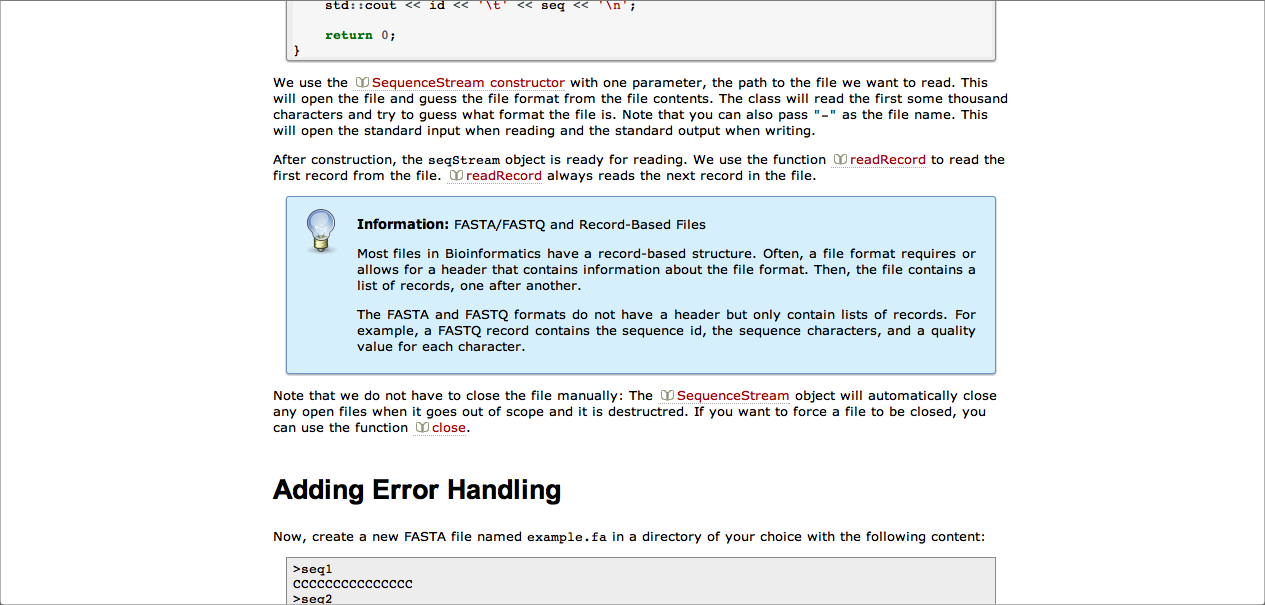 std::cout << id << '\t' << seq << '\n';
return 0;
}
We use the SequenceStream constructor with one parameter, the path to the file we want to read. This
will open the file and guess the file format from the file contents. The class will read the first some thousand
characters and try to guess what format the file is. Note that you can also pass "-" as the file name. This
will open the standard input when reading and the standard output when writing.
After construction, the seqStream object is ready for reading. We use the function readRecord to read the
first record from the file. readRecord always reads the next record in the file.
Information: FASTA/FASTQ and Record-Based Files
Most files in Bioinformatics have a record-based structure. Often, a file format requires or
allows for a header that contains information about the file format. Then, the file contains a
list of records, one after another.
The FASTA and FASTQ formats do not have a header but only contain lists of records. For
example, a FASTQ record contains the sequence id, the sequence characters, and a quality
value for each character.
Note that we do not have to close the file manually: The SequenceStream object will automatically close
any open files when it goes out of scope and it is destructred. If you want to force a file to be closed, you
can use the function close.
Adding Error Handling
Now, create a new FASTA file named example.fa in a directory of your choice with the following content:
>seq1
CCCCCCCCCCCCCCC
>seq2